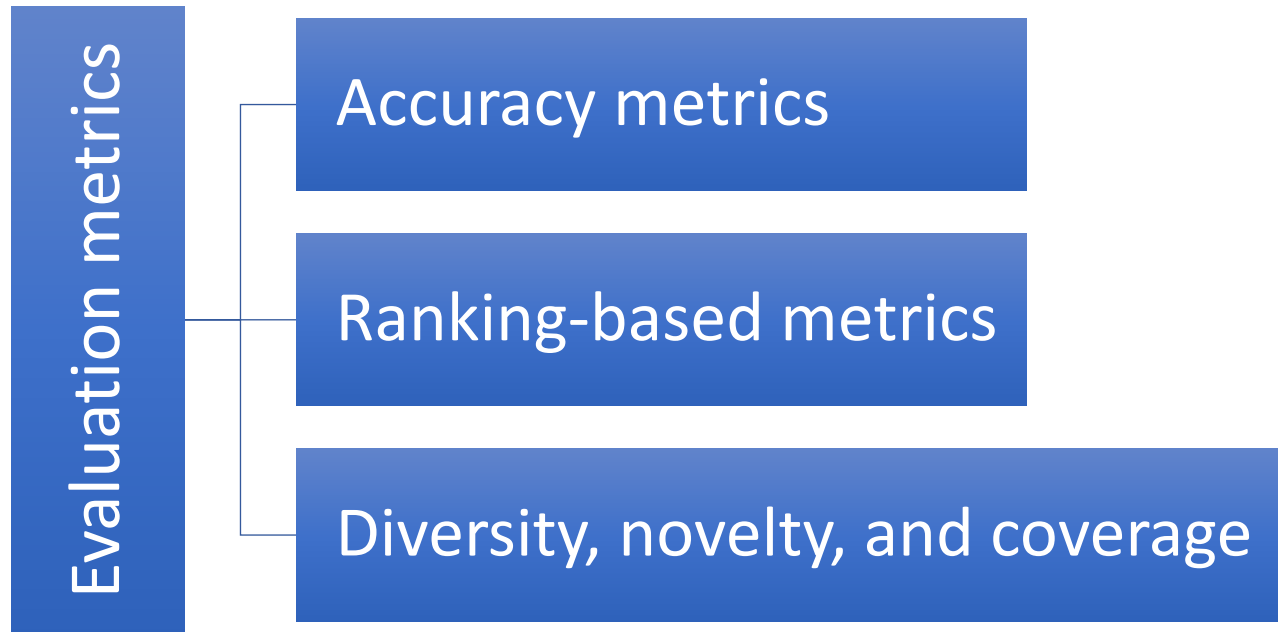 Evaluation metrics
Accuracy metrics
Ranking-based metrics
Diversity, novelty, and coverage